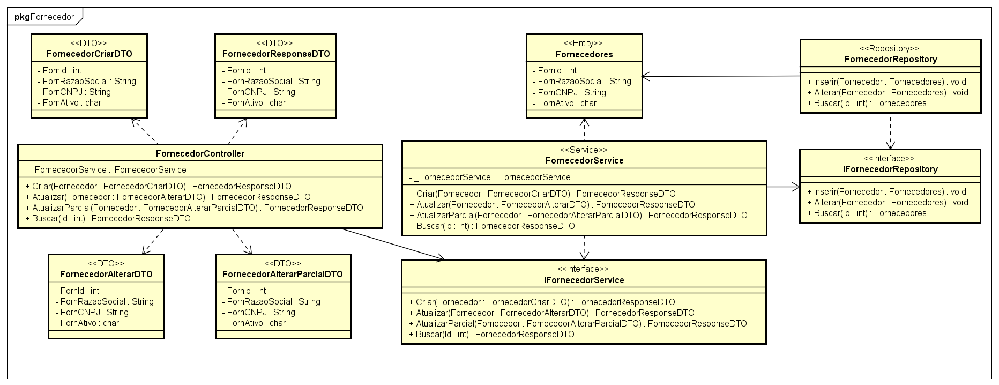 pkg Fornecedor
<<DTO>>
FornecedorCriarDTO
- FornId : int
- FornRazaoSocial : String
- FornCNPJ : String
- FornAtivo : char
<<DTO>>
FornecedorResponseDTO
- FornId : int
- FornRazaoSocial : String
- FornCNPJ : String
- FornAtivo : char
<<Entity>>
Fornecedores
- FornId : int
- FornRazaoSocial : String
- FornCNPJ : String
- FornAtivo : char
<<Repository>>
FornecedorRepository
+ Inserir(Fornecedor : Fornecedores) : void
+ Alterar(Fornecedor : Fornecedores) : void
+ Buscar(id : int) : Fornecedores
FornecedorController
- _FornecedorService : IFornecedorService
+ Criar(Fornecedor : FornecedorCriarDTO) : FornecedorResponseDTO
+ Atualizar(Fornecedor : FornecedorAlterarDTO) : FornecedorResponseDTO
+ AtualizarParcial(Fornecedor : FornecedorAlterarParcialDTO) : FornecedorResponseDTO
+ Buscar(Id : int) : FornecedorResponseDTO
<<Service>>
FornecedorService
- _FornecedorService : IFornecedorService
+ Criar(Fornecedor : FornecedorCriarDTO) : FornecedorResponseDTO
+ Atualizar(Fornecedor : FornecedorAlterarDTO) : FornecedorResponseDTO
+ AtualizarParcial(Fornecedor : FornecedorAlterarParcialDTO) : FornecedorResponseDTO
+ Buscar(Id : int) : FornecedorResponseDTO
<<interface>>
IFornecedorRepository
+ Inserir(Fornecedor : Fornecedores) : void
+ Alterar(Fornecedor : Fornecedores) : void
+ Buscar(id : int) : Fornecedores
<<DTO>>
FornecedorAlterarDTO
- FornId : int
- FornRazaoSocial : String
- FornCNPJ : String
- FornAtivo : char
<<DTO>>
FornecedorAlterarParcialDTO
- FornId : int
- FornRazaoSocial : String
- FornCNPJ : String
- FornAtivo : char
<<interface>>
IFornecedorService
+ Criar(Fornecedor : FornecedorCriarDTO) : FornecedorResponseDTO
+ Atualizar(Fornecedor : FornecedorAlterarDTO) : FornecedorResponseDTO
+ AtualizarParcial(Fornecedor : FornecedorAlterarParcialDTO) : FornecedorResponseDTO
+ Buscar(Id : int) : FornecedorResponseDTO